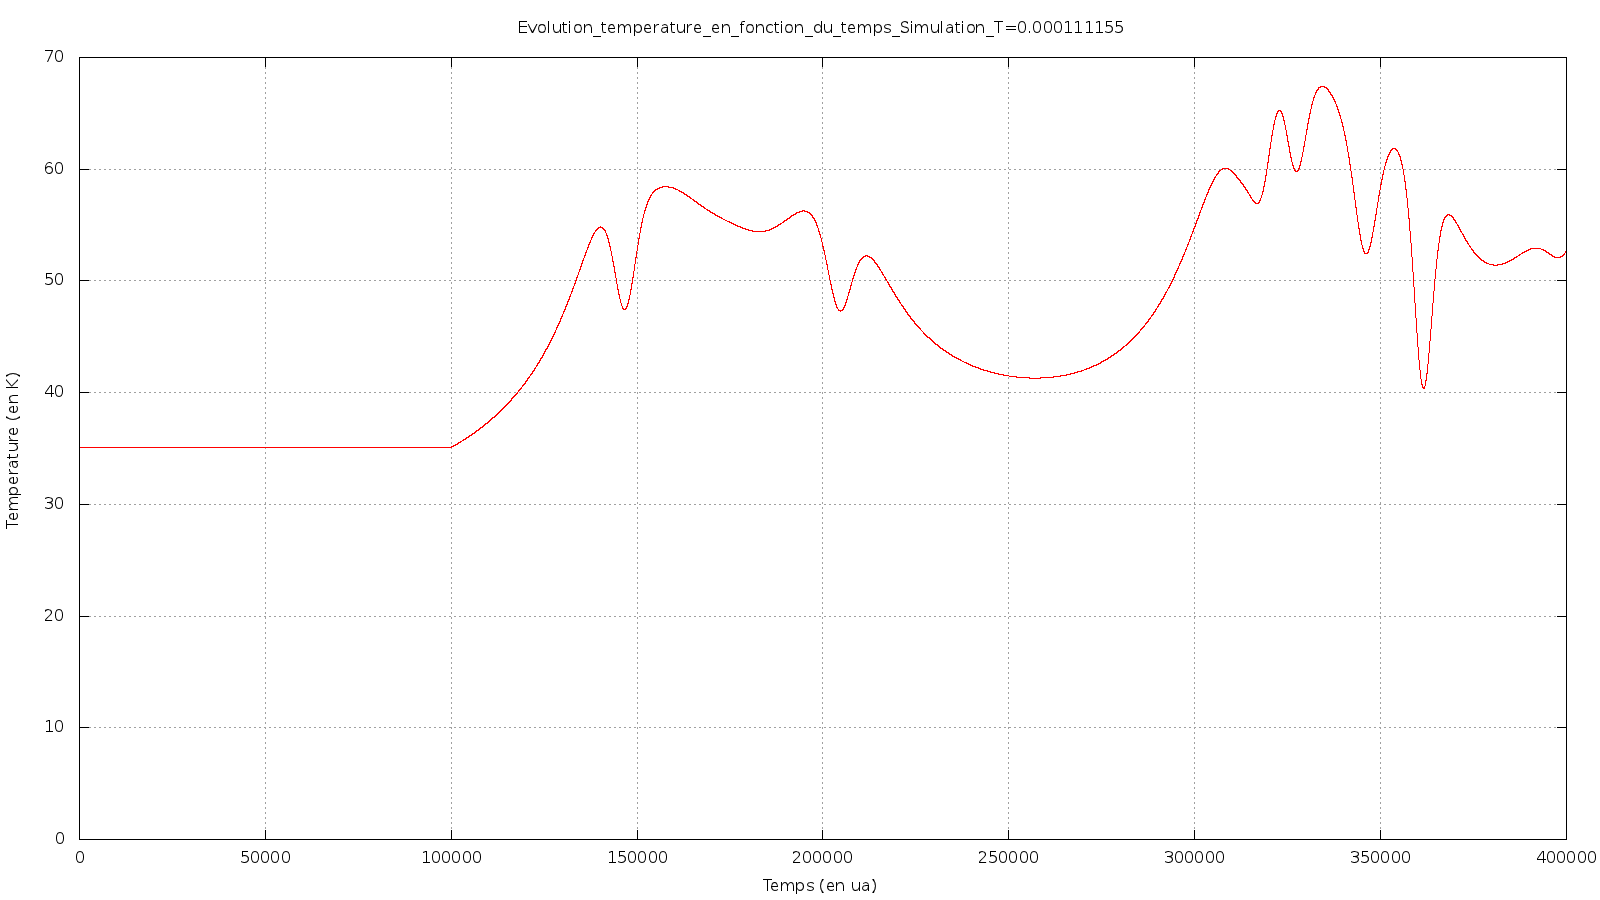 Evolution_temperature_en_fonction_du_temps_Simulation_T=0.000111155
70
60
50
40
30
20
10
0
Temperature (en K)
0 50000 100000 150000 200000 250000 300000 350000 400000
Temps (en ua)